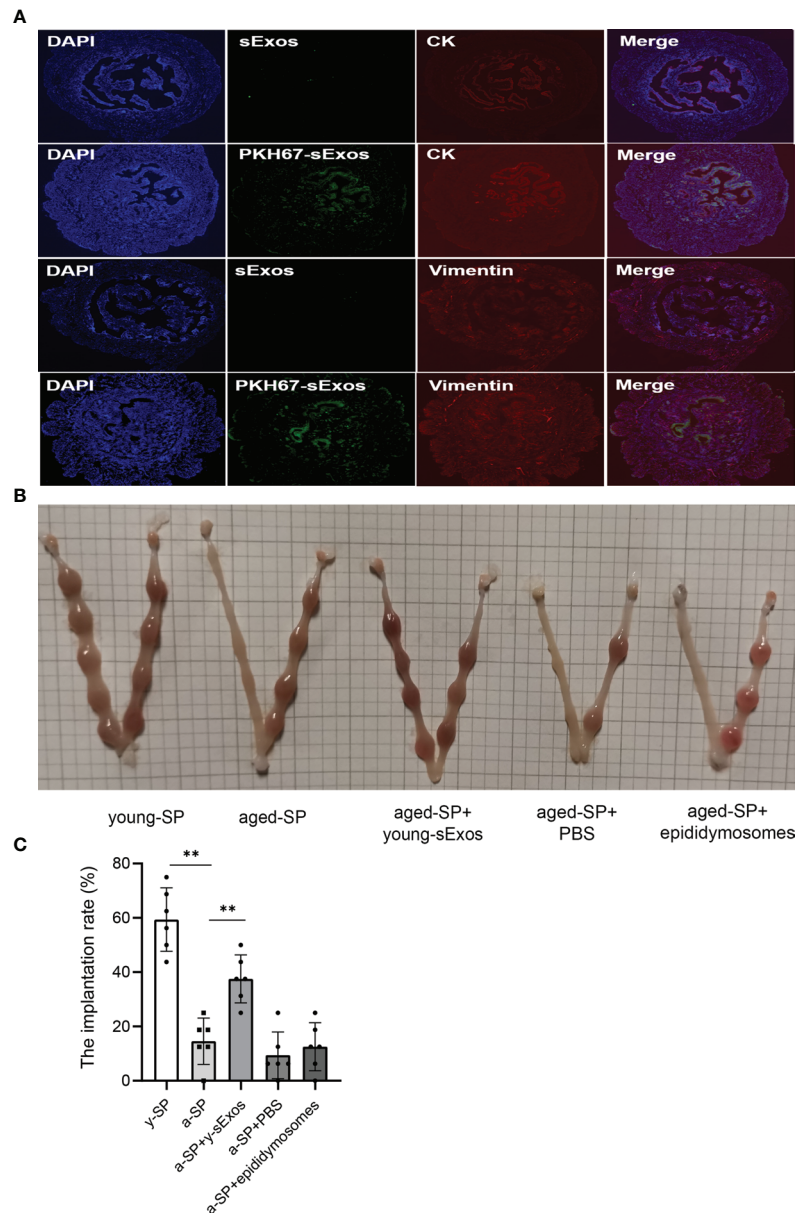 A
DAPI sExos CK Merge
DAPI PKH67-sExos CK Merge
DAPI sExos Vimentin Merge
DAPI PKH67-sExos Vimentin Merge
B
young-SP aged-SP aged-SP+ aged-SP+ aged-SP+
young-sExos PBS epididymosomes
C
The implantation rate (%)
80
60
40
20
0
** **
y-SP
a-SP
a-SP+y-sExos
a-SP+PBS
a-SP+epididymosomes